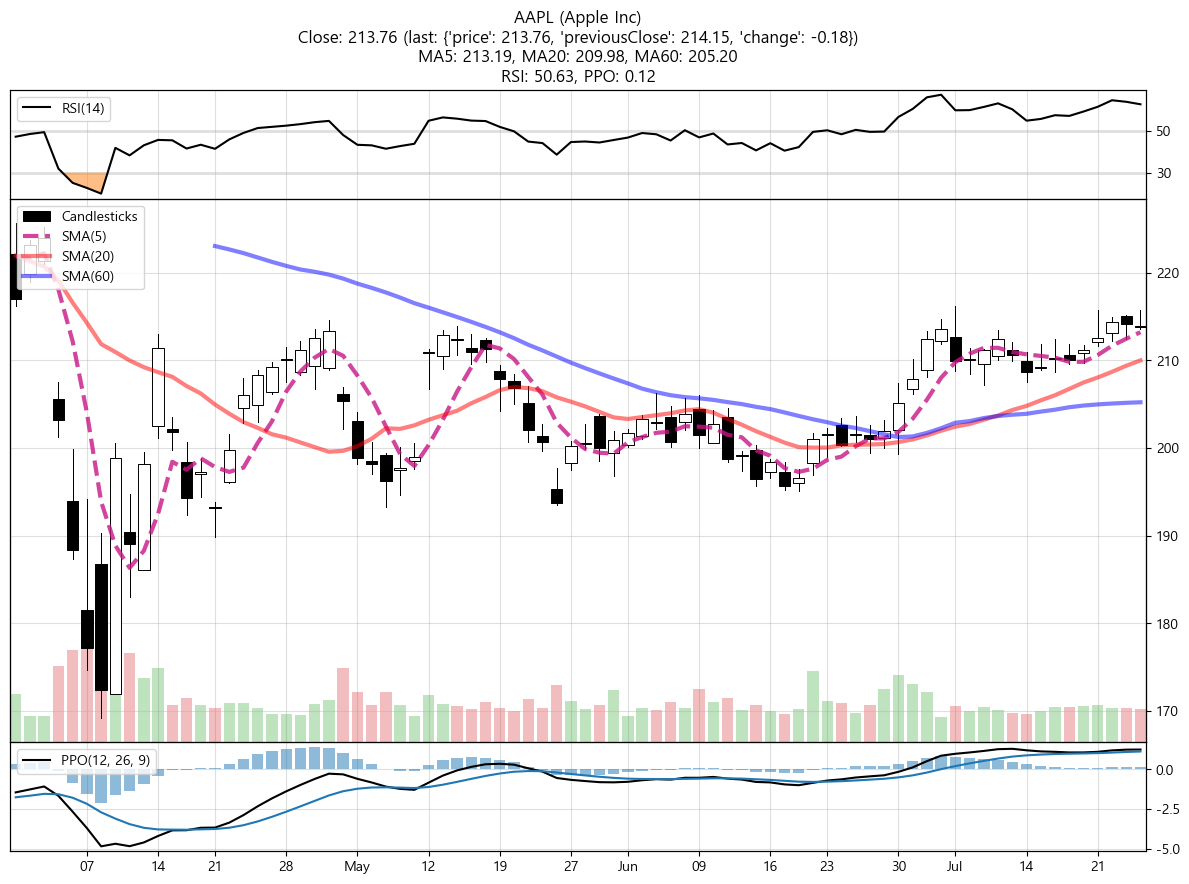 AAPL (Apple Inc)
Close: 213.76 (last: {'price': 213.76, 'previousClose': 214.15, 'change': -0.18})
MA5: 213.19, MA20: 209.98, MA60: 205.20
RSI: 50.63, PPO: 0.12
RSI(14)
50
30
Candlesticks
SMA(5)
SMA(20)
SMA(60)
220
210
200
190
180
170
PPO(12, 26, 9)
0.0
-2.5
-5.0
07 14 21 28 May 12 19 27 Jun 09 16 23 30 Jul 14 21